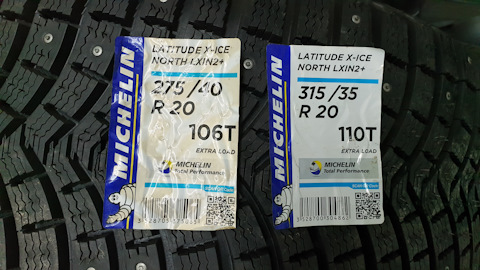 MICHELIN
LATITUDE X-ICE
NORTH LXIN2+
275 /40
R 20
106T
EXTRA LOAD
MICHELIN
Total Performance
MICHELIN
LATITUDE X-ICE
NORTH LXIN2+
315 /35
R 20
110T
EXTRA LOAD
MICHELIN
Total Performance